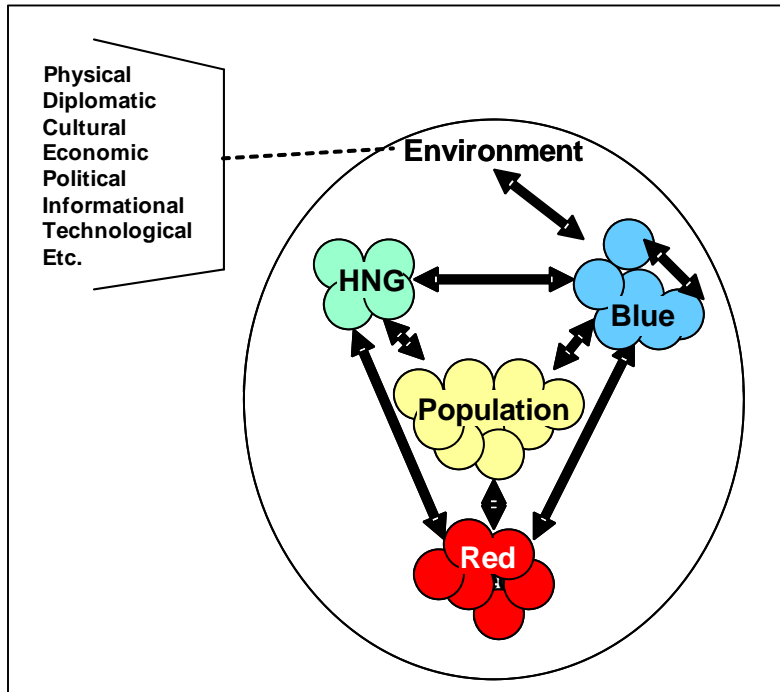 Physical
Diplomatic
Cultural
Economic
Political
Informational
Technological
Etc.
Environment
HNG
Blue
Population
Red